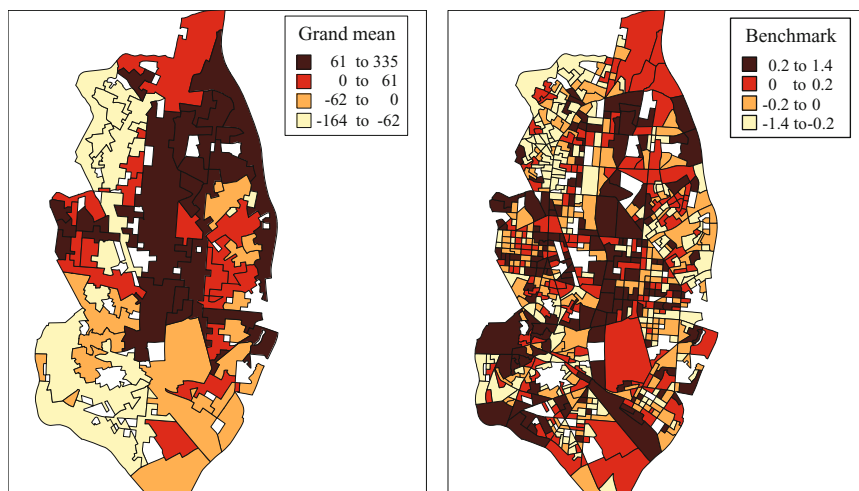 Grand mean
61 to 335
0 to 61
-62 to 0
-164 to -62
Benchmark
0.2 to 1.4
0 to 0.2
-0.2 to 0
-1.4 to-0.2